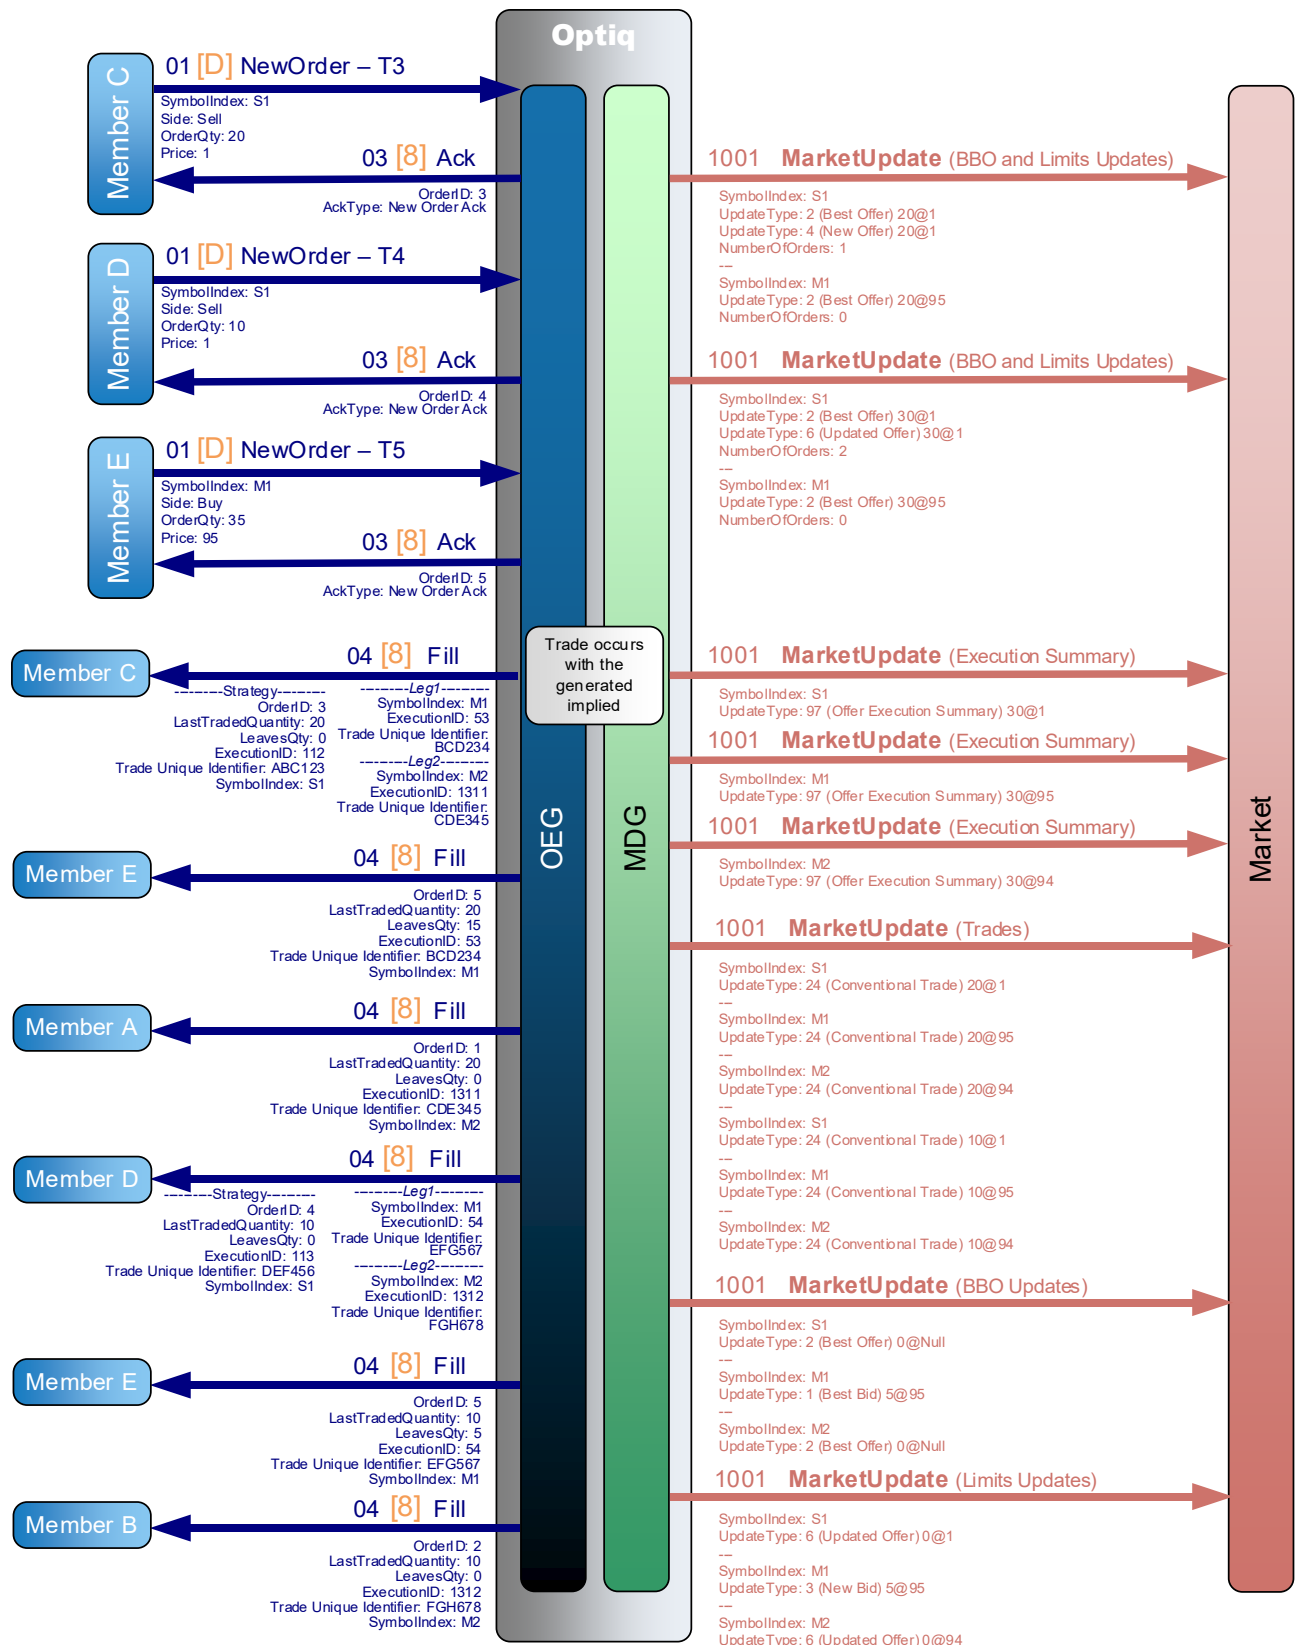 Optiq
Member C
01 [D] NewOrder – T3
SymbolIndex: S1
Side: Sell
OrderQty: 20
Price: 1
03 [8] Ack
OrderID: 3
AckType: New Order Ack
1001 MarketUpdate (BBO and Limits Updates)
SymbolIndex: S1
UpdateType: 2 (Best Offer) 20@1
UpdateType: 4 (New Offer) 20@1
NumberOfOrders: 1
---
SymbolIndex: M1
UpdateType: 2 (Best Offer) 20@95
NumberOfOrders: 0
Member D
01 [D] NewOrder – T4
SymbolIndex: S1
Side: Sell
OrderQty: 10
Price: 1
03 [8] Ack
OrderID: 4
AckType: New Order Ack
1001 MarketUpdate (BBO and Limits Updates)
SymbolIndex: S1
UpdateType: 2 (Best Offer) 30@1
UpdateType: 6 (Updated Offer) 30@1
NumberOfOrders: 2
---
SymbolIndex: M1
UpdateType: 2 (Best Offer) 30@95
NumberOfOrders: 0
Member E
01 [D] NewOrder – T5
SymbolIndex: M1
Side: Buy
OrderQty: 35
Price: 95
03 [8] Ack
OrderID: 5
AckType: New Order Ack
Trade occurs
with the
generated
implied
OEG
MDG
Market
Member C
04 [8] Fill
----------Strategy----------
OrderID: 3
LastTradedQuantity: 20
LeavesQty: 0
ExecutionID: 112
Trade Unique Identifier: ABC123
SymbolIndex: S1
----------Leg1----------
SymbolIndex: M1
ExecutionID: 53
Trade Unique Identifier:
BCD234
----------Leg2----------
SymbolIndex: M2
ExecutionID: 1311
Trade Unique Identifier:
CDE345
1001 MarketUpdate (Execution Summary)
SymbolIndex: S1
UpdateType: 97 (Offer Execution Summary) 30@1
1001 MarketUpdate (Execution Summary)
SymbolIndex: M1
UpdateType: 97 (Offer Execution Summary) 30@95
1001 MarketUpdate (Execution Summary)
SymbolIndex: M2
UpdateType: 97 (Offer Execution Summary) 30@94
Member E
04 [8] Fill
OrderID: 5
LastTradedQuantity: 20
LeavesQty: 15
ExecutionID: 53
Trade Unique Identifier: BCD234
SymbolIndex: M1
1001 MarketUpdate (Trades)
SymbolIndex: S1
UpdateType: 24 (Conventional Trade) 20@1
---
SymbolIndex: M1
UpdateType: 24 (Conventional Trade) 20@95
---
SymbolIndex: M2
UpdateType: 24 (Conventional Trade) 20@94
---
SymbolIndex: S1
UpdateType: 24 (Conventional Trade) 10@1
---
SymbolIndex: M1
UpdateType: 24 (Conventional Trade) 10@95
---
SymbolIndex: M2
UpdateType: 24 (Conventional Trade) 10@94
Member A
04 [8] Fill
OrderID: 1
LastTradedQuantity: 20
LeavesQty: 0
ExecutionID: 1311
Trade Unique Identifier: CDE345
SymbolIndex: M2
Member D
04 [8] Fill
----------Strategy----------
OrderID: 4
LastTradedQuantity: 10
LeavesQty: 0
ExecutionID: 113
Trade Unique Identifier: DEF456
SymbolIndex: S1
----------Leg1----------
SymbolIndex: M1
ExecutionID: 54
Trade Unique Identifier:
EFG567
----------Leg2----------
SymbolIndex: M2
ExecutionID: 1312
Trade Unique Identifier:
FGH678
1001 MarketUpdate (BBO Updates)
SymbolIndex: S1
UpdateType: 2 (Best Offer) 0@Null
---
SymbolIndex: M1
UpdateType: 1 (Best Bid) 5@95
---
SymbolIndex: M2
UpdateType: 2 (Best Offer) 0@Null
Member E
04 [8] Fill
OrderID: 5
LastTradedQuantity: 10
LeavesQty: 5
ExecutionID: 54
Trade Unique Identifier: EFG567
SymbolIndex: M1
1001 MarketUpdate (Limits Updates)
SymbolIndex: S1
UpdateType: 6 (Updated Offer) 0@1
---
SymbolIndex: M1
UpdateType: 3 (New Bid) 5@95
---
SymbolIndex: M2
UpdateType: 6 (Updated Offer) 0@94
Member B
04 [8] Fill
OrderID: 2
LastTradedQuantity: 10
LeavesQty: 0
ExecutionID: 1312
Trade Unique Identifier: FGH678
SymbolIndex: M2